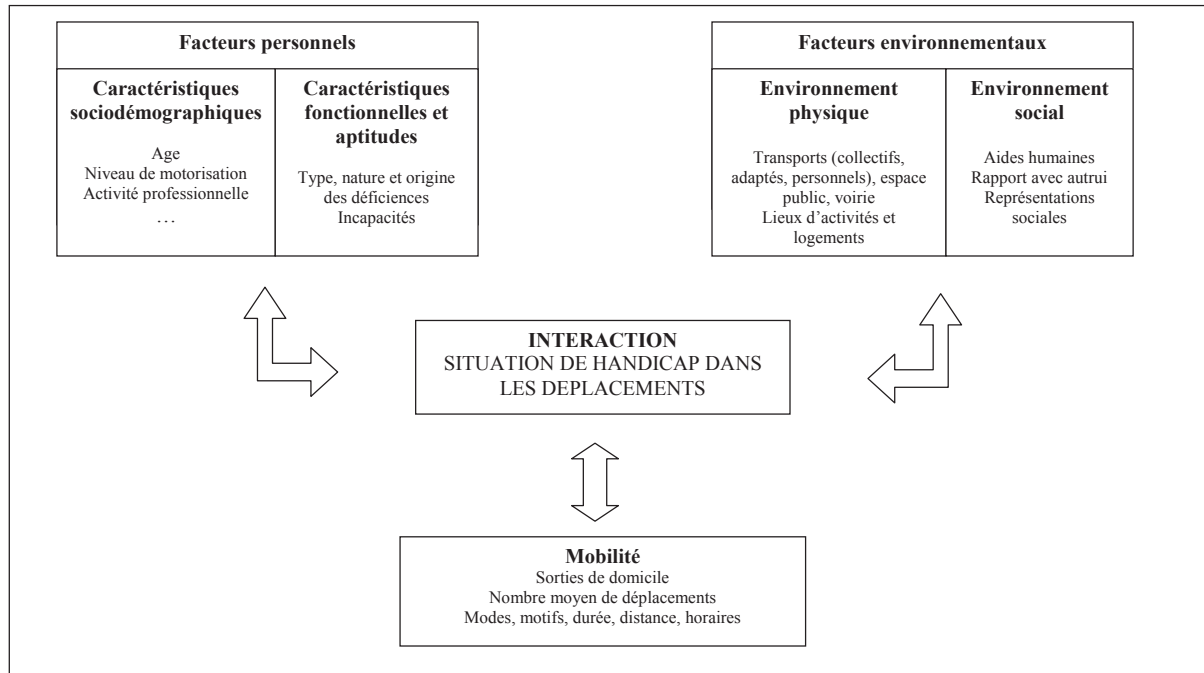 Facteurs personnels
Caractéristiques
sociodémographiques
Age
Niveau de motorisation
Activité professionnelle
…
Caractéristiques
fonctionnelles et
aptitudes
Type, nature et origine
des déficiences
Incapacités
Facteurs environnementaux
Environnement
physique
Transports (collectifs,
adaptés, personnels), espace
public, voirie
Lieux d’activités et
logements
Environnement
social
Aides humaines
Rapport avec autrui
Représentations
sociales
INTERACTION
SITUATION DE HANDICAP DANS
LES DEPLACEMENTS
Mobilité
Sorties de domicile
Nombre moyen de déplacements
Modes, motifs, durée, distance, horaires